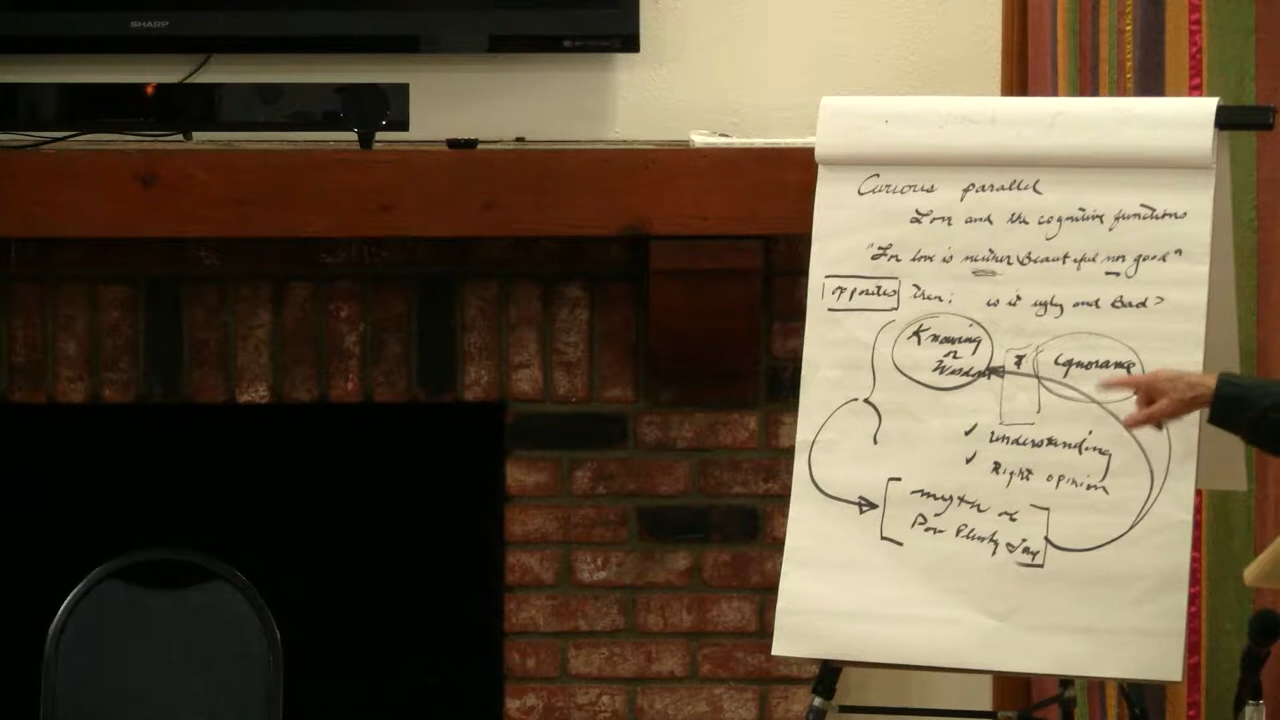 SHARP
Curious parallel
Love and the cognitive functions
"For love is neither Beautiful nor good"
opposites Then: is it ugly and Bad?
Knowing or Wisdom & Ignorance
✓ Understanding
✓ Right opinion
myth of
Plenty